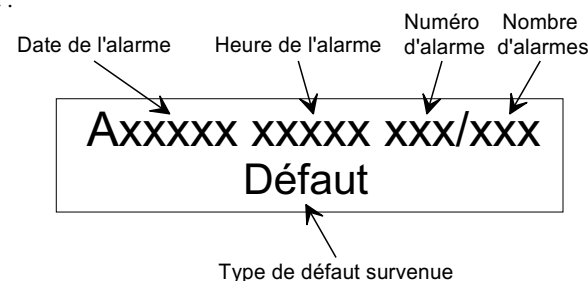 Numéro Nombre
Date de l'alarme Heure de l'alarme d'alarme d'alarmes
Axxxxx xxxxx xxx/xxx
Défaut
Type de défaut survenue